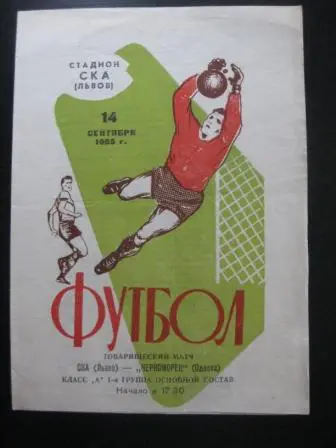 СТАДИОН
СКА
(ЛЬВОВ)
14
СЕНТЯБРЯ
1965 г.
ФУТБОЛ
ТОВАРИЩЕСКИЙ МАТЧ
СКА (Львов) — „ЧЕРНОМОРЕЦ" (Одесса)
КЛАСС „А" 1-я ГРУППА ОСНОВНОЙ СОСТАВ
Начало в 17.30